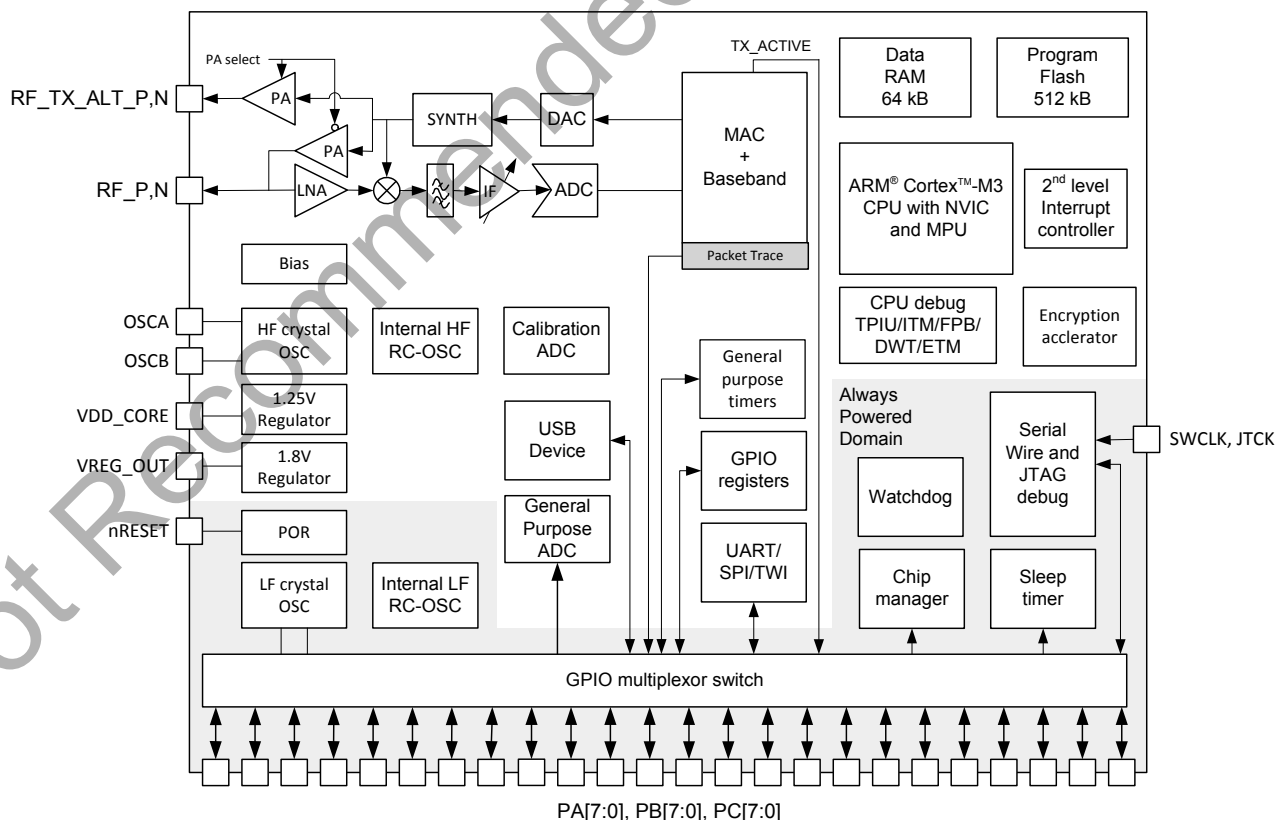 Not Recommended
TX_ACTIVE
PA select
RF_TX_ALT_P,N
PA
PA
SYNTH
DAC
MAC
+
Baseband
Packet Trace
Data
RAM
64 kB
Program
Flash
512 kB
RF_P,N
LNA
IF
ADC
ARM® Cortex™-M3
CPU with NVIC
and MPU
2nd level
Interrupt
controller
Bias
OSCA
OSCB
HF crystal
OSC
Internal HF
RC-OSC
Calibration
ADC
CPU debug
TPIU/ITM/FPB/
DWT/ETM
Encryption
acclerator
General
purpose
timers
VDD_CORE
1.25V
Regulator
VREG_OUT
1.8V
Regulator
USB
Device
GPIO
registers
Always
Powered
Domain
Watchdog
Serial
Wire and
JTAG
debug
SWCLK, JTCK
nRESET
POR
General
Purpose
ADC
UART/
SPI/TWI
LF crystal
OSC
Internal LF
RC-OSC
Chip
manager
Sleep
timer
GPIO multiplexor switch
PA[7:0], PB[7:0], PC[7:0]